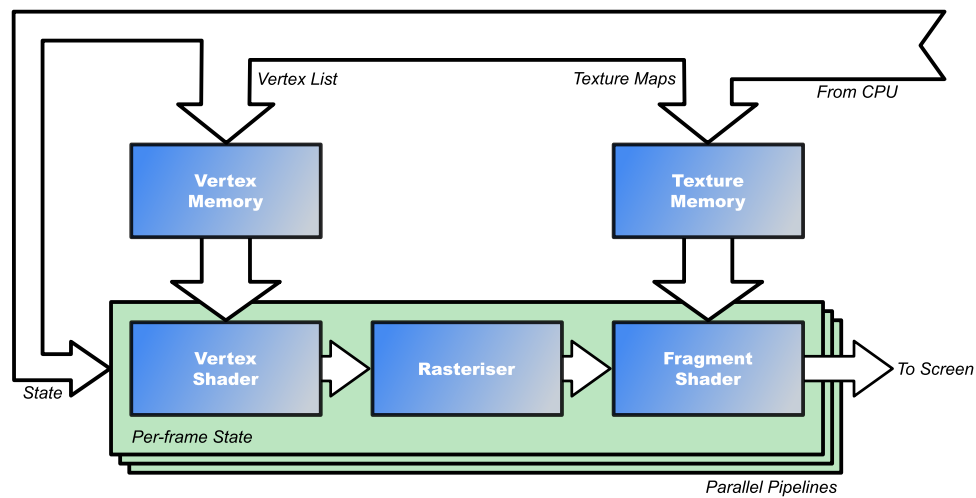 Vertex List
Texture Maps
From CPU
Vertex
Memory
Texture
Memory
Vertex
Shader
Rasteriser
Fragment
Shader
To Screen
State
Per-frame State
Parallel Pipelines